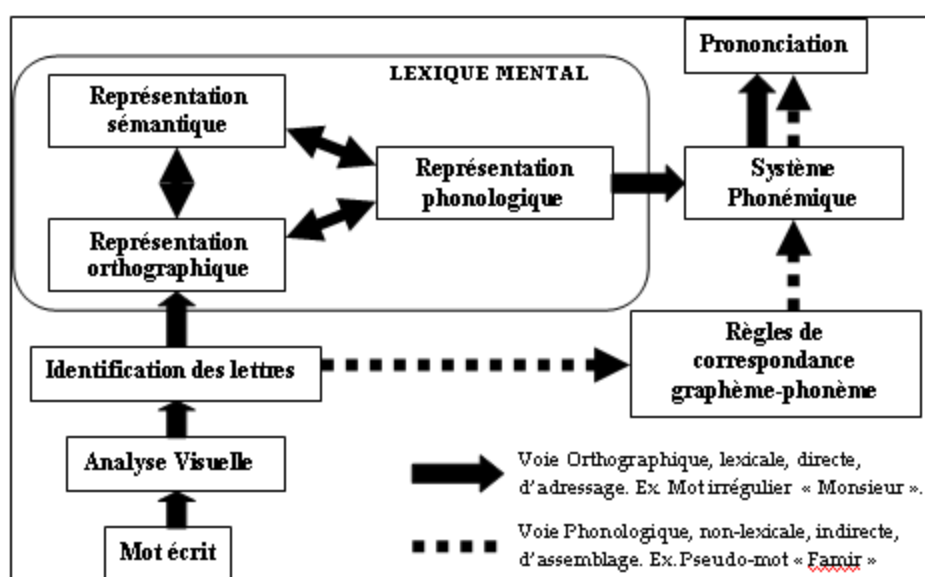 Prononciation
LEXIQUE MENTAL
Représentation
sémantique
Représentation
phonologique
Système
Phonémique
Représentation
orthographique
Identification des lettres
Règles de
correspondance
graphème-phonème
Analyse Visuelle
Mot écrit
Voie Orthographique, lexicale, directe,
d'adressage. Ex. Mot irrégulier « Monsieur ».
Voie Phonologique, non-lexicale, indirecte,
d'assemblage. Ex. Pseudo-mot « Famir »